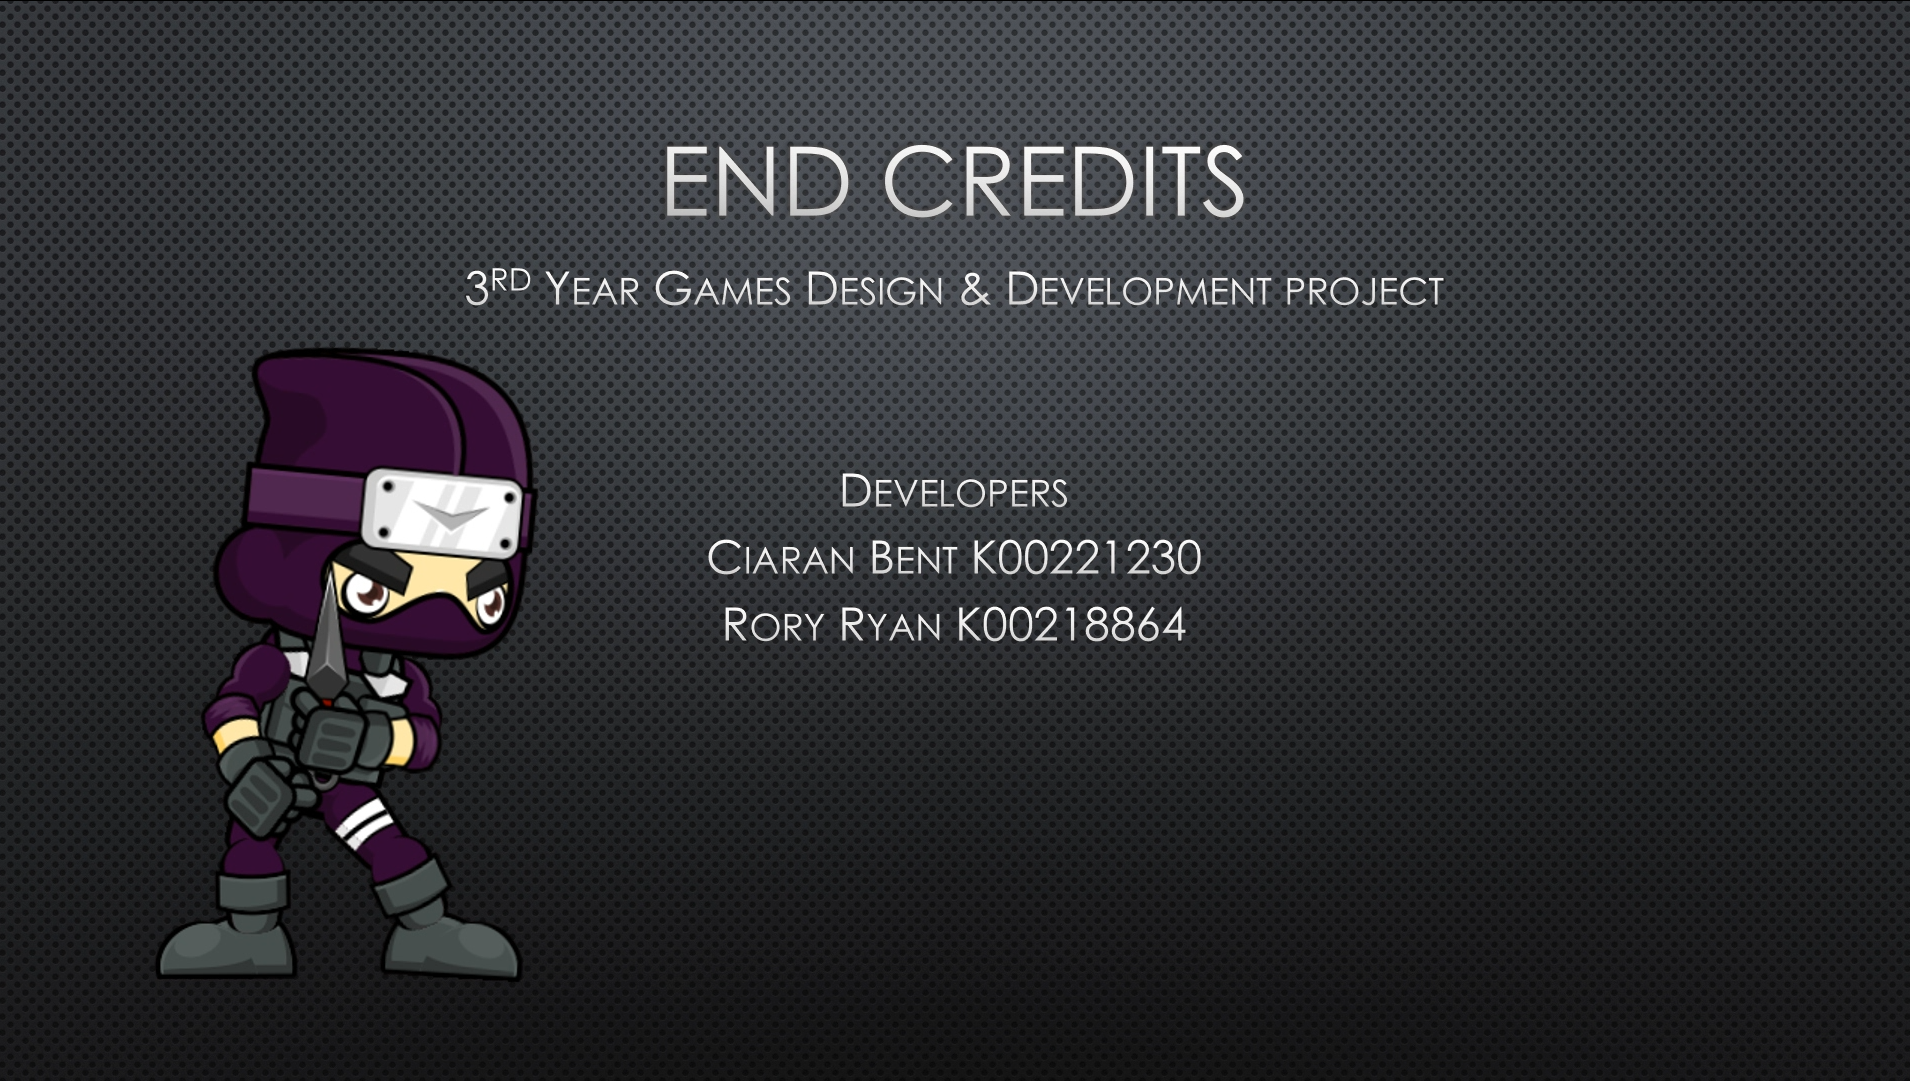 END CREDITS
3RD YEAR GAMES DESIGN & DEVELOPMENT PROJECT
DEVELOPERS
CIARAN BENT K00221230
RORY RYAN K00218864